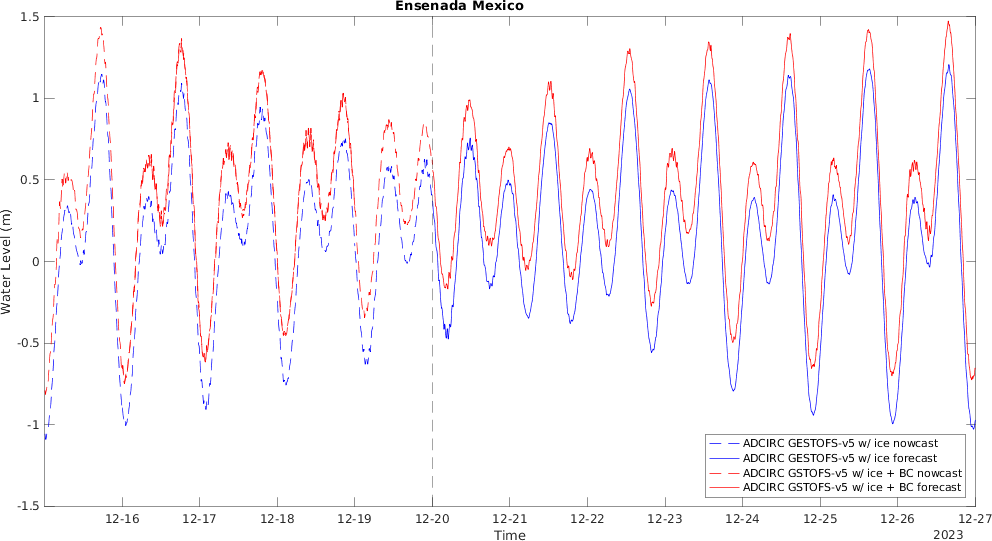 Ensenada Mexico
1.5
1
0.5
0
-0.5
-1
-1.5
Water Level (m)
12-16
12-17
12-18
12-19
12-20
12-21
12-22
12-23
12-24
12-25
12-26
12-27
Time
2023
ADCIRC GESTOFS-v5 w/ ice nowcast
ADCIRC GESTOFS-v5 w/ ice forecast
ADCIRC GSTOFS-v5 w/ ice + BC nowcast
ADCIRC GSTOFS-v5 w/ ice + BC forecast